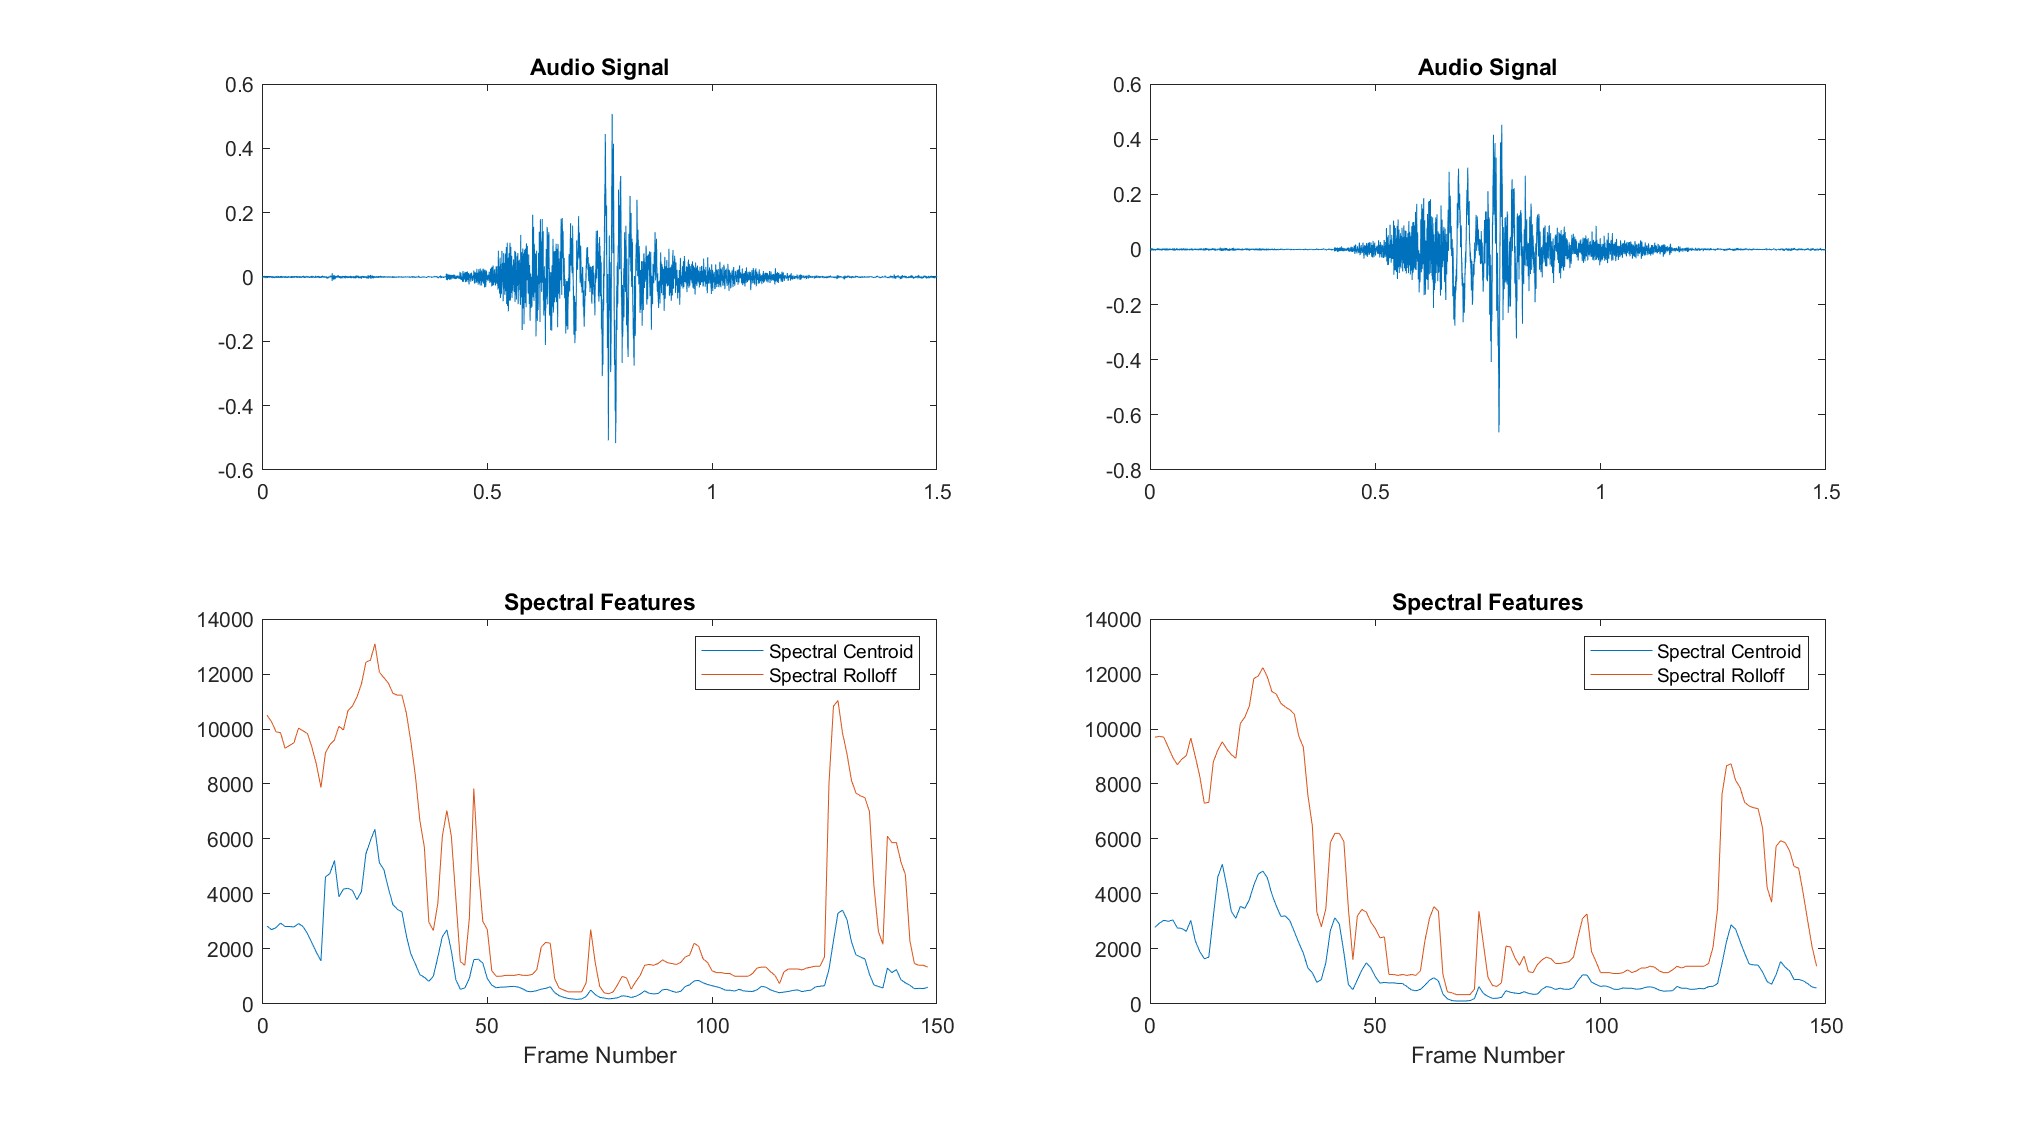 Audio Signal
0.6
0.4
0.2
0
-0.2
-0.4
-0.6
0 0.5 1 1.5
Audio Signal
0.6
0.4
0.2
0
-0.2
-0.4
-0.6
-0.8
0 0.5 1 1.5
Spectral Features
14000
12000
10000
8000
6000
4000
2000
0
Spectral Centroid
Spectral Rolloff
0 50 100 150
Frame Number
Spectral Features
14000
12000
10000
8000
6000
4000
2000
0
Spectral Centroid
Spectral Rolloff
0 50 100 150
Frame Number